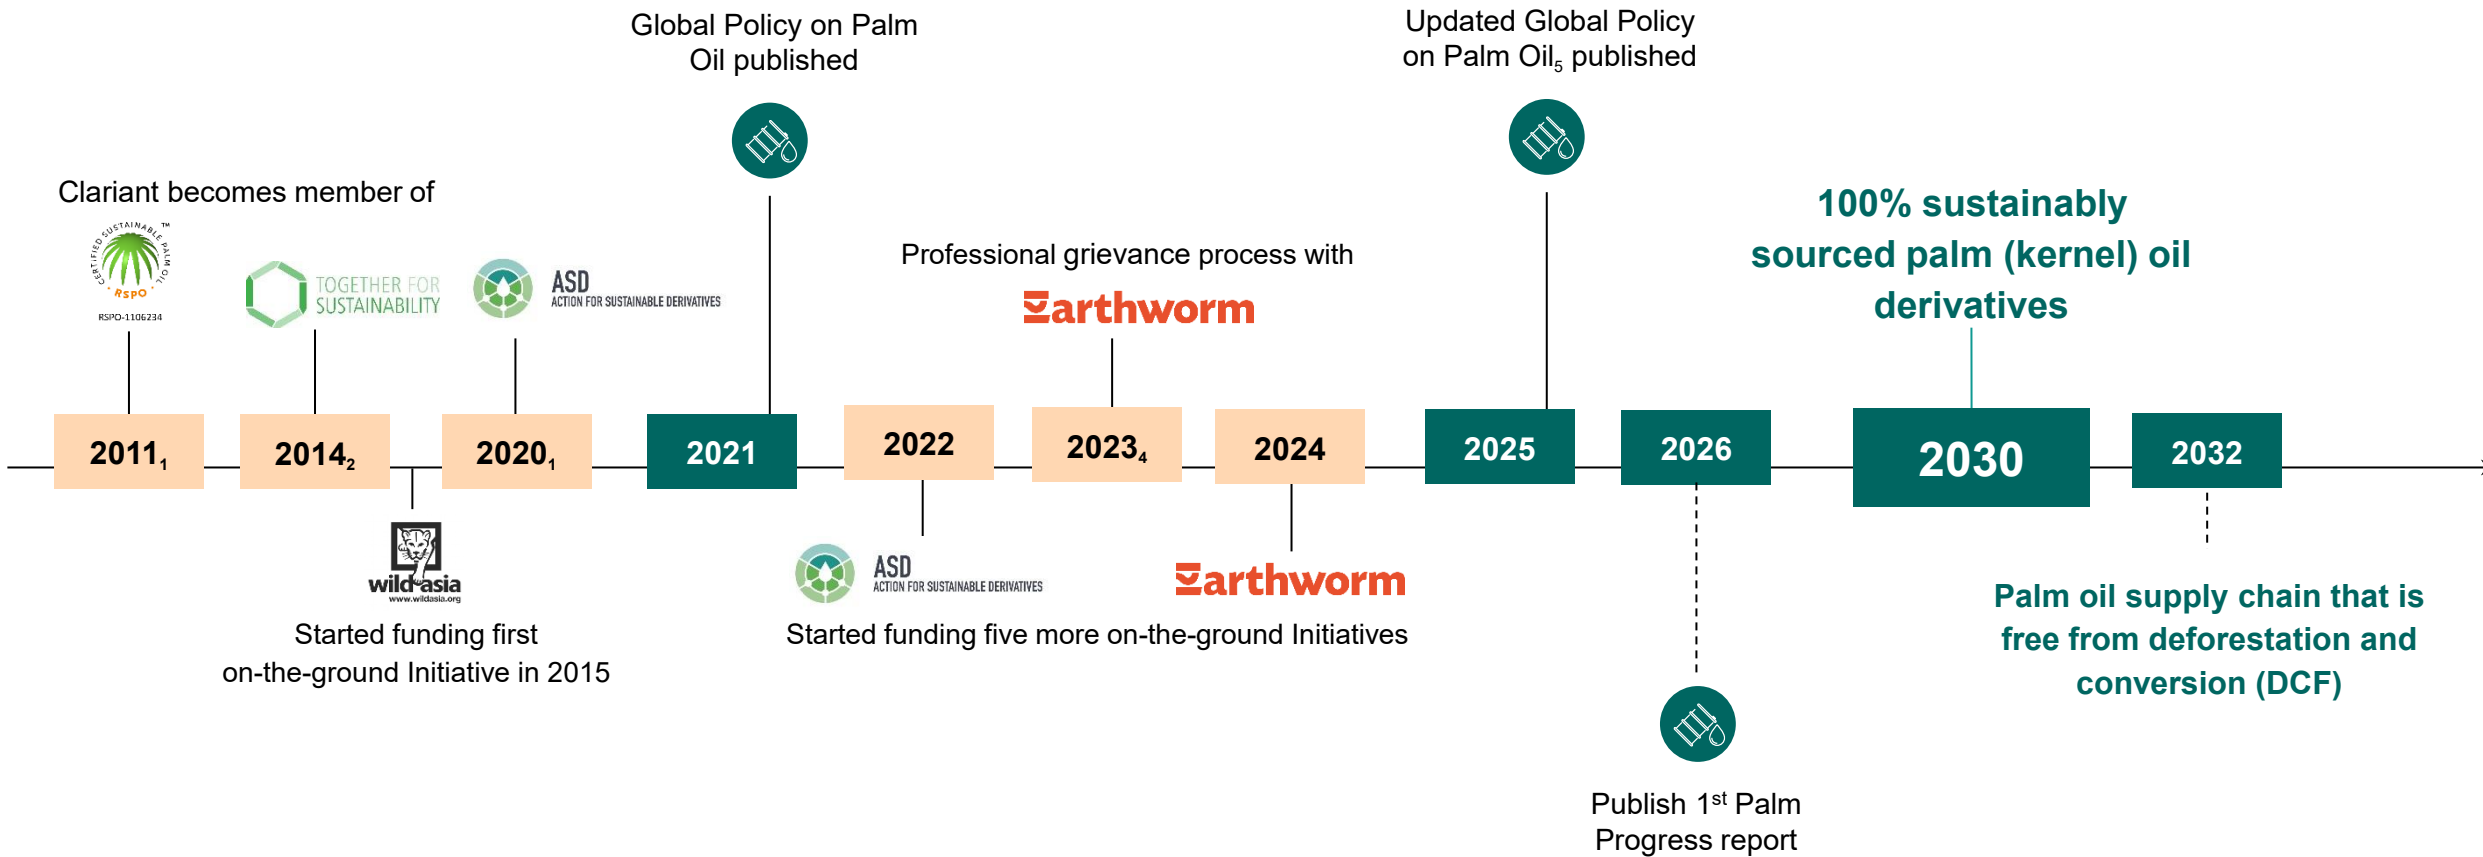 Global Policy on Palm
Oil published
Updated Global Policy
on Palm Oil5 published
Clariant becomes member of
CERTIFIED SUSTAINABLE PALM OIL ™
RSPO
RSPO-1106234
TOGETHER FOR
SUSTAINABILITY
ASD
ACTION FOR SUSTAINABLE DERIVATIVES
Professional grievance process with
Earthworm
100% sustainably
sourced palm (kernel) oil
derivatives
20111
20142
20201
2021
2022
20234
2024
2025
2026
2030
2032
wild asia
www.wildasia.org
Started funding first
on-the-ground Initiative in 2015
ASD
ACTION FOR SUSTAINABLE DERIVATIVES
Earthworm
Started funding five more on-the-ground Initiatives
Palm oil supply chain that is
free from deforestation and
conversion (DCF)
Publish 1st Palm
Progress report